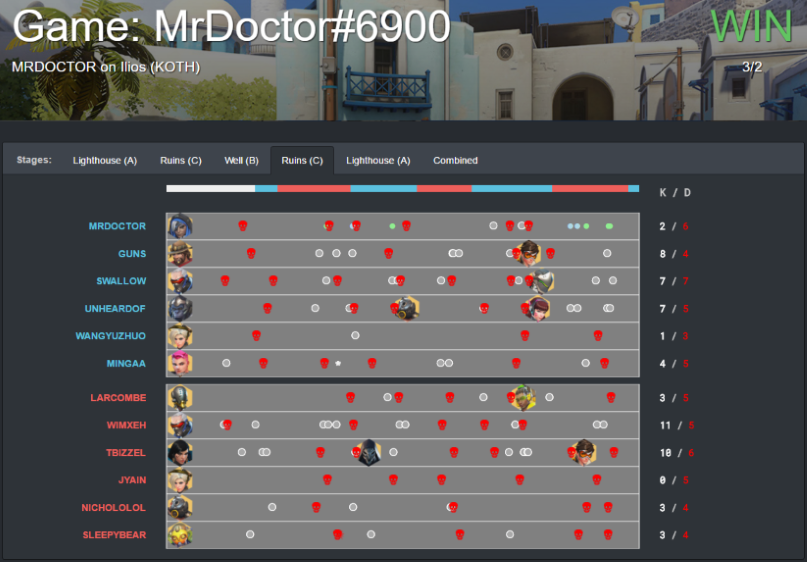 Game: MrDoctor#6900
WIN
MRDOCTOR on Ilios (KOTH)
3/2
Stages: Lighthouse (A) Ruins (C) Well (B) Ruins (C) Lighthouse (A) Combined
K / D
MRDOCTOR 2 / 6
GUNS 8 / 4
SWALLOW 7 / 7
UNHEARDOF 7 / 5
WANGYUZHUO 1 / 3
MINGAA 4 / 5
LARCOMBE 3 / 5
WIMXEH 11 / 5
TBIZZEL 10 / 6
JYAIN 0 / 5
NICHOLOLOL 3 / 4
SLEEPYBEAR 3 / 4